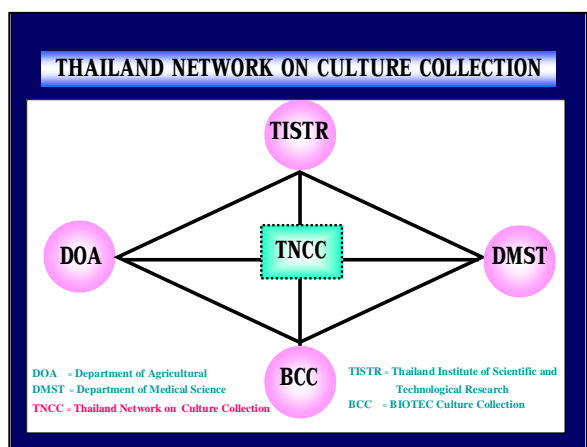 THAILAND NETWORK ON CULTURE COLLECTION
TISTR
DOA
TNCC
DMST
BCC
DOA = Department of Agricultural
DMST = Department of Medical Science
TNCC = Thailand Network on Culture Collection
TISTR = Thailand Institute of Scientific and
Technological Research
BCC = BIOTEC Culture Collection